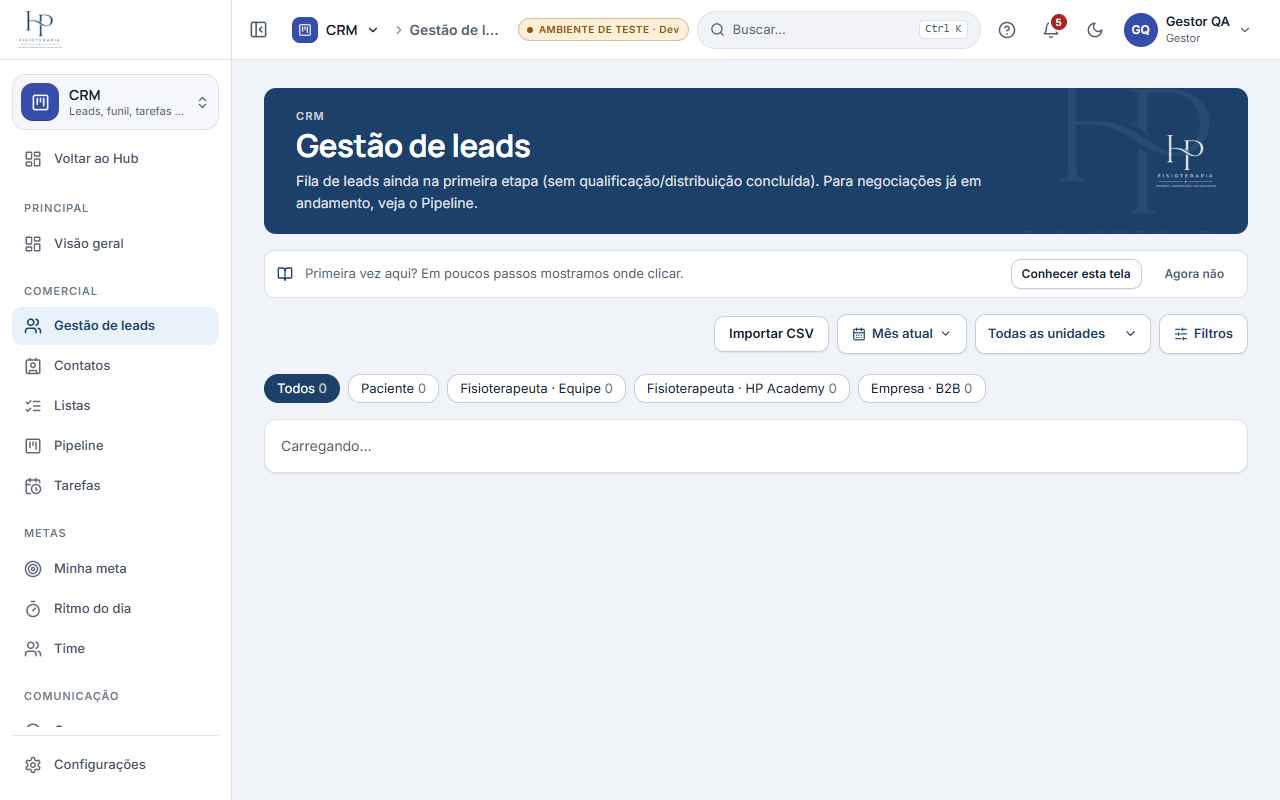 HP
FISIOTERAPIA
CRM
Gestão de l...
AMBIENTE DE TESTE · Dev
Buscar...
Ctrl K
5
GQ
Gestor QA
Gestor
CRM
Leads, funil, tarefas ...
Voltar ao Hub
PRINCIPAL
Visão geral
COMERCIAL
Gestão de leads
Contatos
Listas
Pipeline
Tarefas
METAS
Minha meta
Ritmo do dia
Time
COMUNICAÇÃO
Configurações
CRM
Gestão de leads
Fila de leads ainda na primeira etapa (sem qualificação/distribuição concluída). Para negociações já em
andamento, veja o Pipeline.
HP
FISIOTERAPIA
Primeira vez aqui? Em poucos passos mostramos onde clicar.
Conhecer esta tela
Agora não
Importar CSV
Mês atual
Todas as unidades
Filtros
Todos 0
Paciente 0
Fisioterapeuta · Equipe 0
Fisioterapeuta · HP Academy 0
Empresa · B2B 0
Carregando...